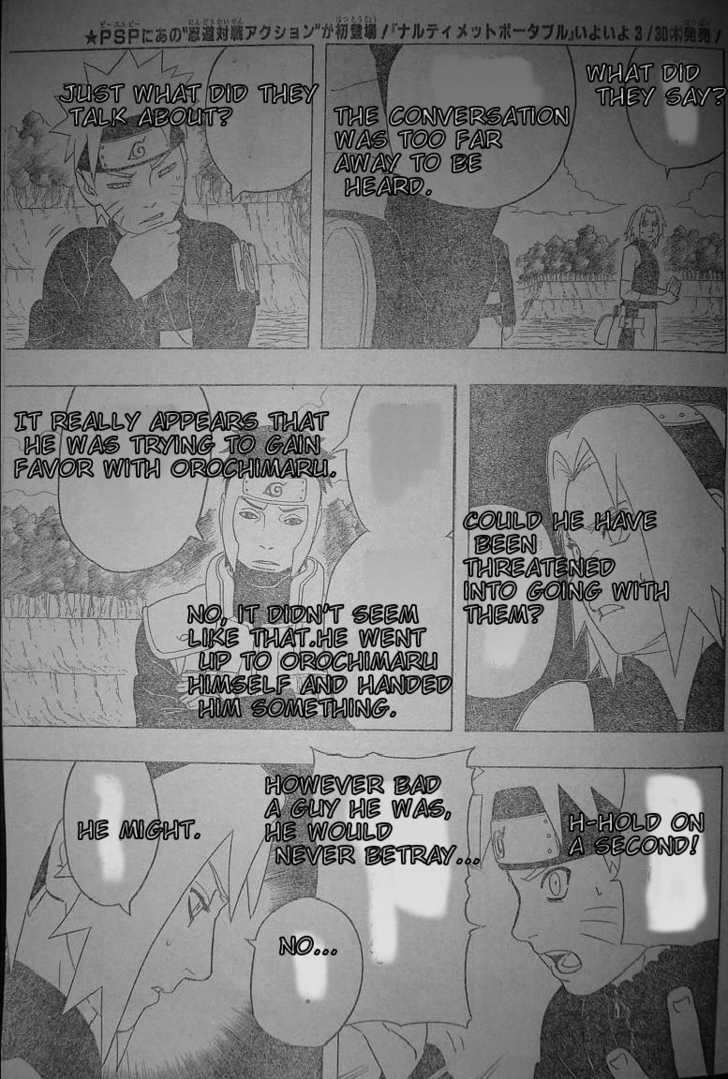 ★PSPにあの"忍道対戦アクション"が初登場!『ナルティメットポータブル』いよいよ3/30木発売!
WHAT DID
THEY SAY?
THE CONVERSATION
WAS TOO FAR
AWAY TO BE
HEARD.
JUST WHAT DID THEY
TALK ABOUT?
COULD HE HAVE
BEEN
THREATENED
INTO GOING WITH
THEM?
IT REALLY APPEARS THAT
HE WAS TRYING TO GAIN
FAVOR WITH OROCHIMARU.
NO, IT DIDN'T SEEM
LIKE THAT.HE WENT
UP TO OROCHIMARU
HIMSELF AND HANDED
HIM SOMETHING.
H-HOLD ON
A SECOND!
HOWEVER BAD
A GUY HE WAS,
HE WOULD
NEVER BETRAY...
NO...
HE MIGHT.